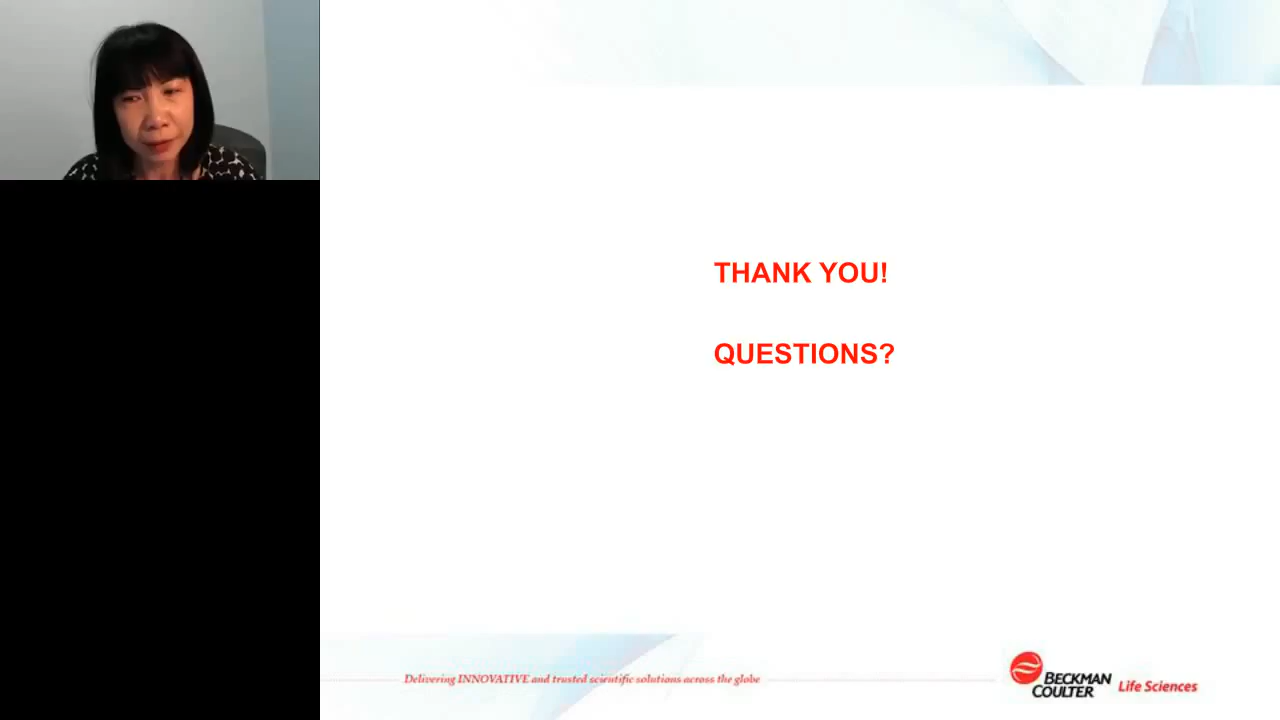 THANK YOU!
QUESTIONS?
Delivering INNOVATIVE and trusted scientific solutions across the globe
BECKMAN
COULTER
Life Sciences